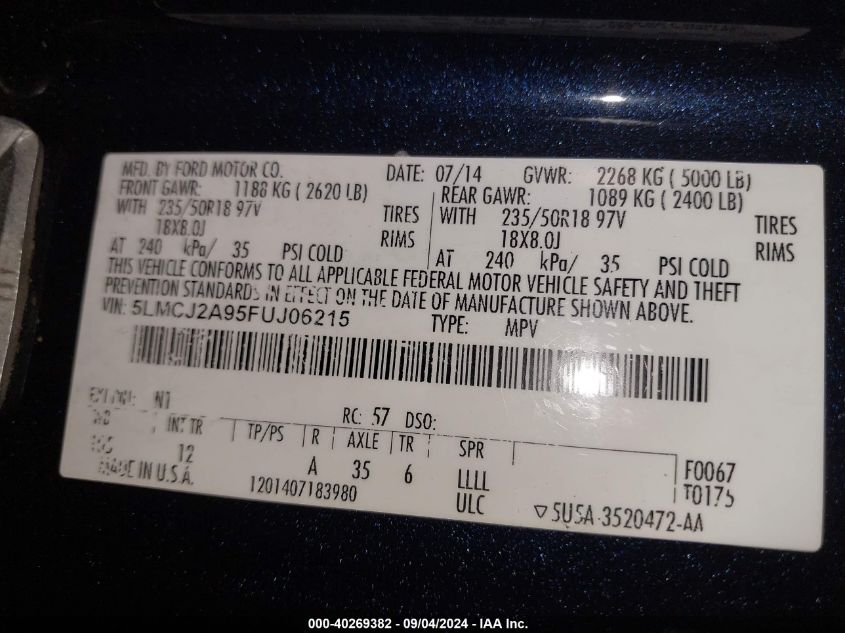 MFD. BY FORD MOTOR CO. DATE: 07/14 GVWR: 2268 KG ( 5000 LB)
FRONT GAWR: 1188 KG ( 2620 LB) REAR GAWR: 1089 KG ( 2400 LB)
WITH 235/50R18 97V TIRES WITH 235/50R18 97V TIRES
18X8.0J RIMS 18X8.0J RIMS
AT 240 kPa/ 35 PSI COLD AT 240 kPa/ 35 PSI COLD
THIS VEHICLE CONFORMS TO ALL APPLICABLE FEDERAL MOTOR VEHICLE SAFETY AND THEFT
PREVENTION STANDARDS IN EFFECT ON THE DATE OF MANUFACTURE SHOWN ABOVE.
VIN: 5LMCJ2A95FUJ06215 TYPE: MPV
EXT PNT: N1 RC: 57 DSO:
WB INT TR TP/PS R AXLE TR SPR
12 A 35 6 LLLL F0067
MADE IN U.S.A. 1201407183980 ULC T0175
▽5U5A-3520472-AA
000-40269382 - 09/04/2024 - IAA Inc.